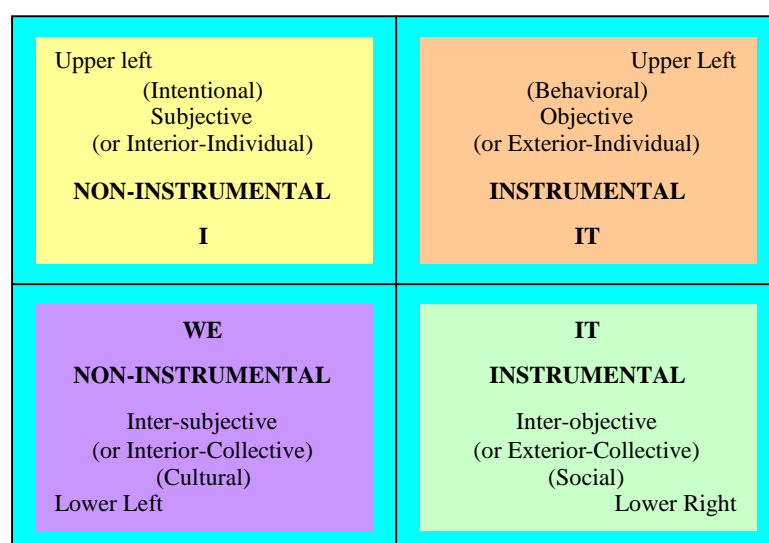 Upper left
(Intentional)
Subjective
(or Interior-Individual)
NON-INSTRUMENTAL
I
Upper Left
(Behavioral)
Objective
(or Exterior-Individual)
INSTRUMENTAL
IT
WE
NON-INSTRUMENTAL
Inter-subjective
(or Interior-Collective)
(Cultural)
Lower Left
IT
INSTRUMENTAL
Inter-objective
(or Exterior-Collective)
(Social)
Lower Right